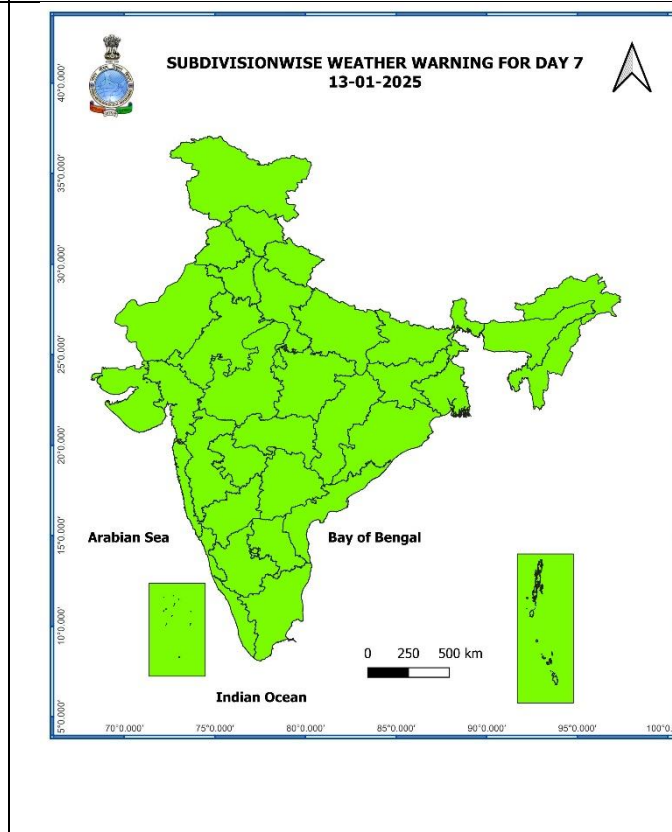 SUBDIVISIONWISE WEATHER WARNING FOR DAY 7
13-01-2025
40°0.000'
35°0.000'
30°0.000'
25°0.000'
20°0.000'
15°0.000'
10°0.000'
5°0.000'
Arabian Sea
Bay of Bengal
0 250 500 km
Indian Ocean
70°0.000' 75°0.000' 80°0.000' 85°0.000' 90°0.000' 95°0.000' 100°0